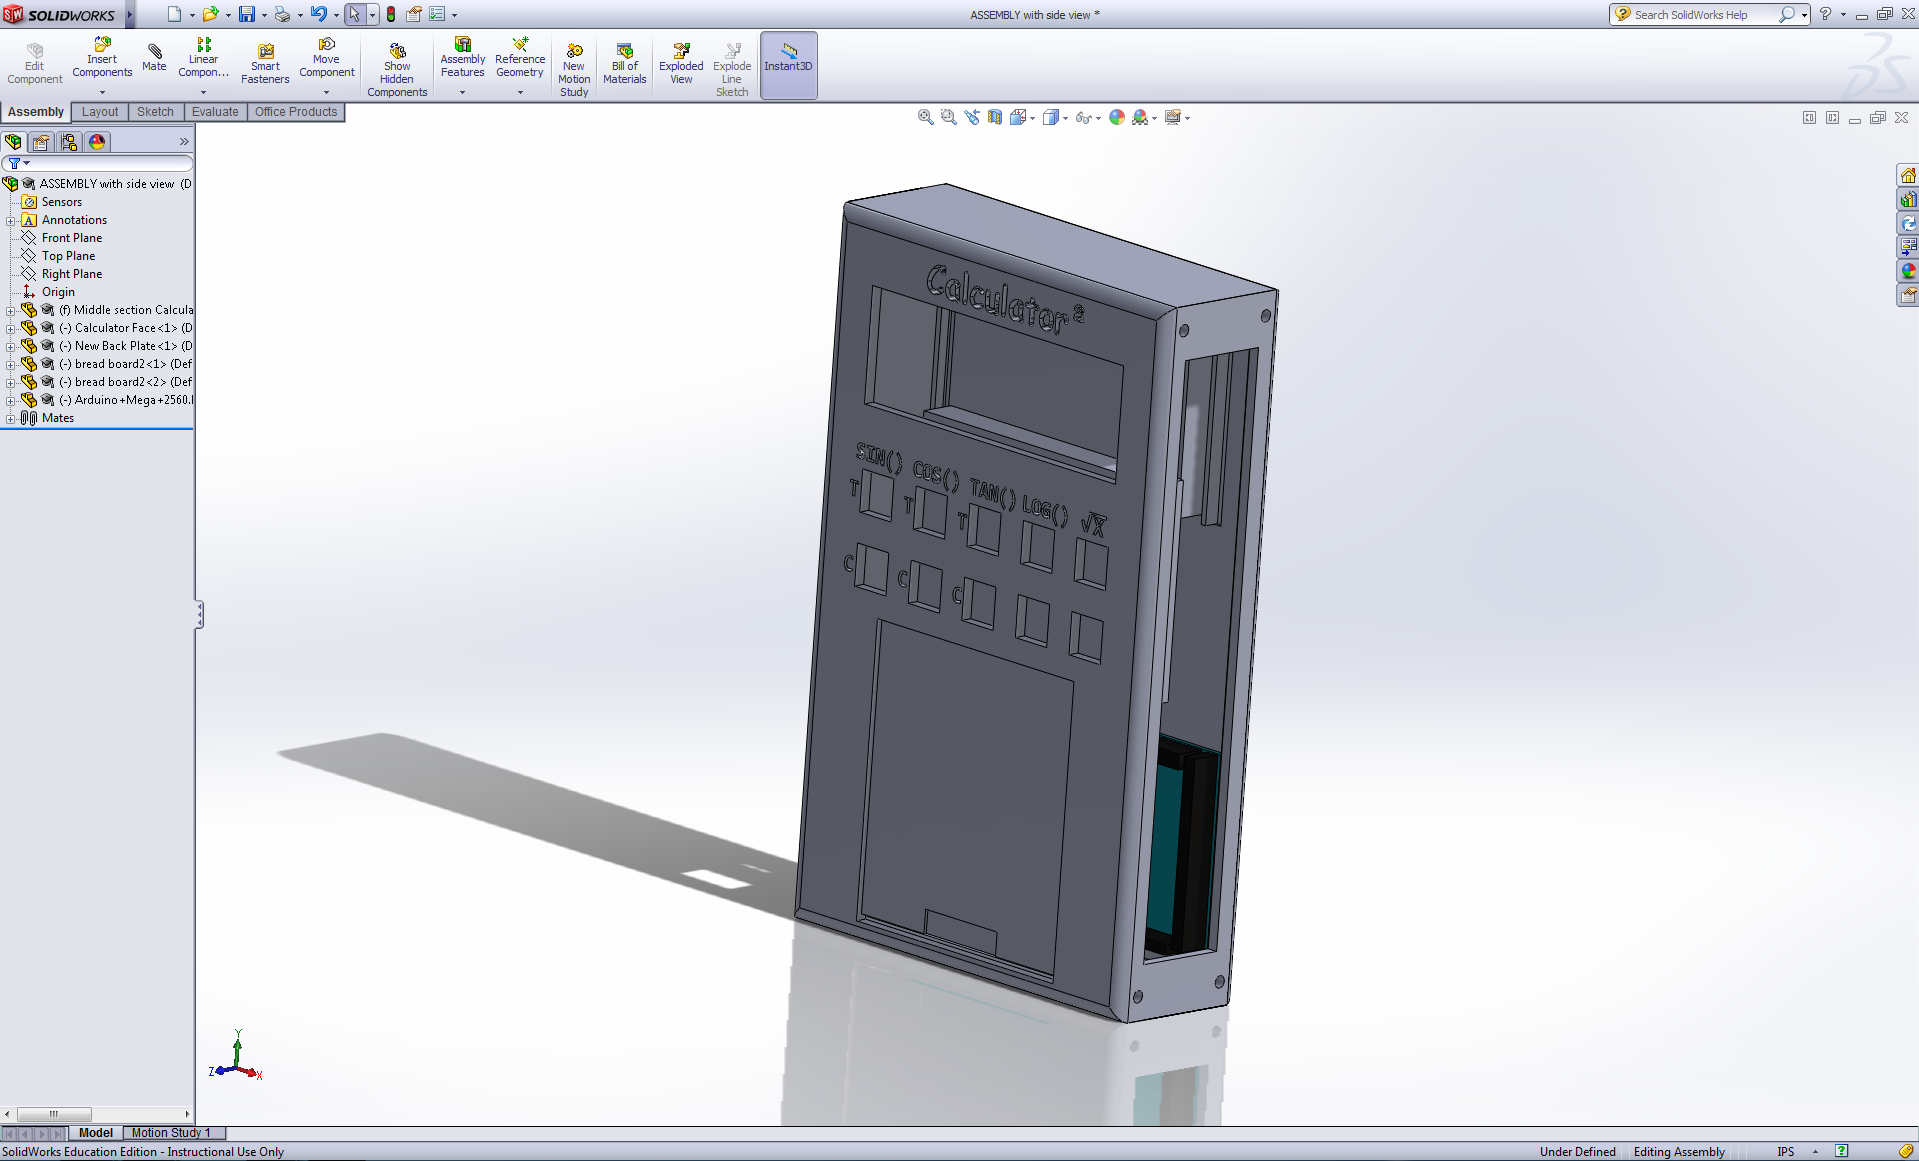 SW SOLIDWORKS
ASSEMBLY with side view *
Search SolidWorks Help
Edit
Component
Insert
Components
Mate
Linear
Compon...
Smart
Fasteners
Move
Component
Show
Hidden
Components
Assembly
Features
Reference
Geometry
New
Motion
Study
Bill of
Materials
Exploded
View
Explode
Line
Sketch
Instant3D
Assembly Layout Sketch Evaluate Office Products
ASSEMBLY with side view (D
Sensors
Annotations
Front Plane
Top Plane
Right Plane
Origin
(f) Middle section Calcula
(-) Calculator Face<1> (D
(-) New Back Plate<1> (D
(-) bread board2<1> (Def
(-) bread board2<2> (Def
(-) Arduino+Mega+2560.
Mates
Calculator²
SIN() COS() TAN() LOG() √X
T T T
C C C
Y
Z X
Model Motion Study 1
SolidWorks Education Edition - Instructional Use Only
Under Defined Editing Assembly IPS